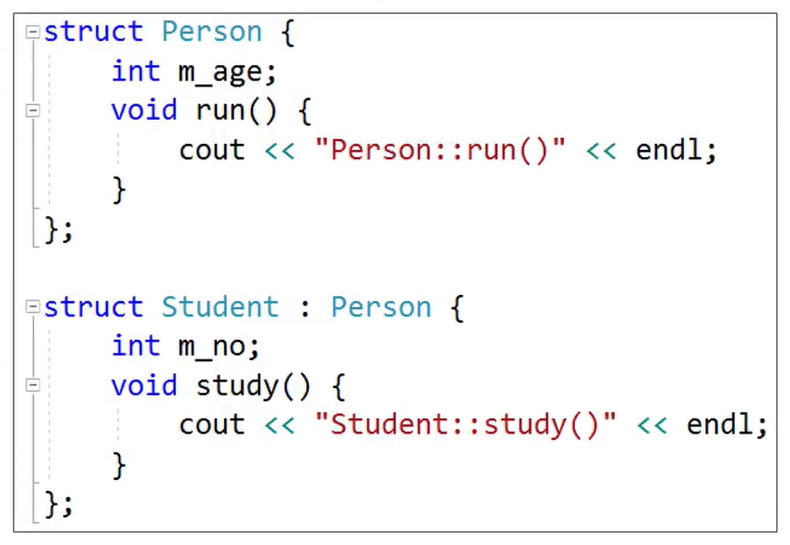 struct Person {
    int m_age;
    void run() {
        cout << "Person::run()" << endl;
    }
};

struct Student : Person {
    int m_no;
    void study() {
        cout << "Student::study()" << endl;
    }
};